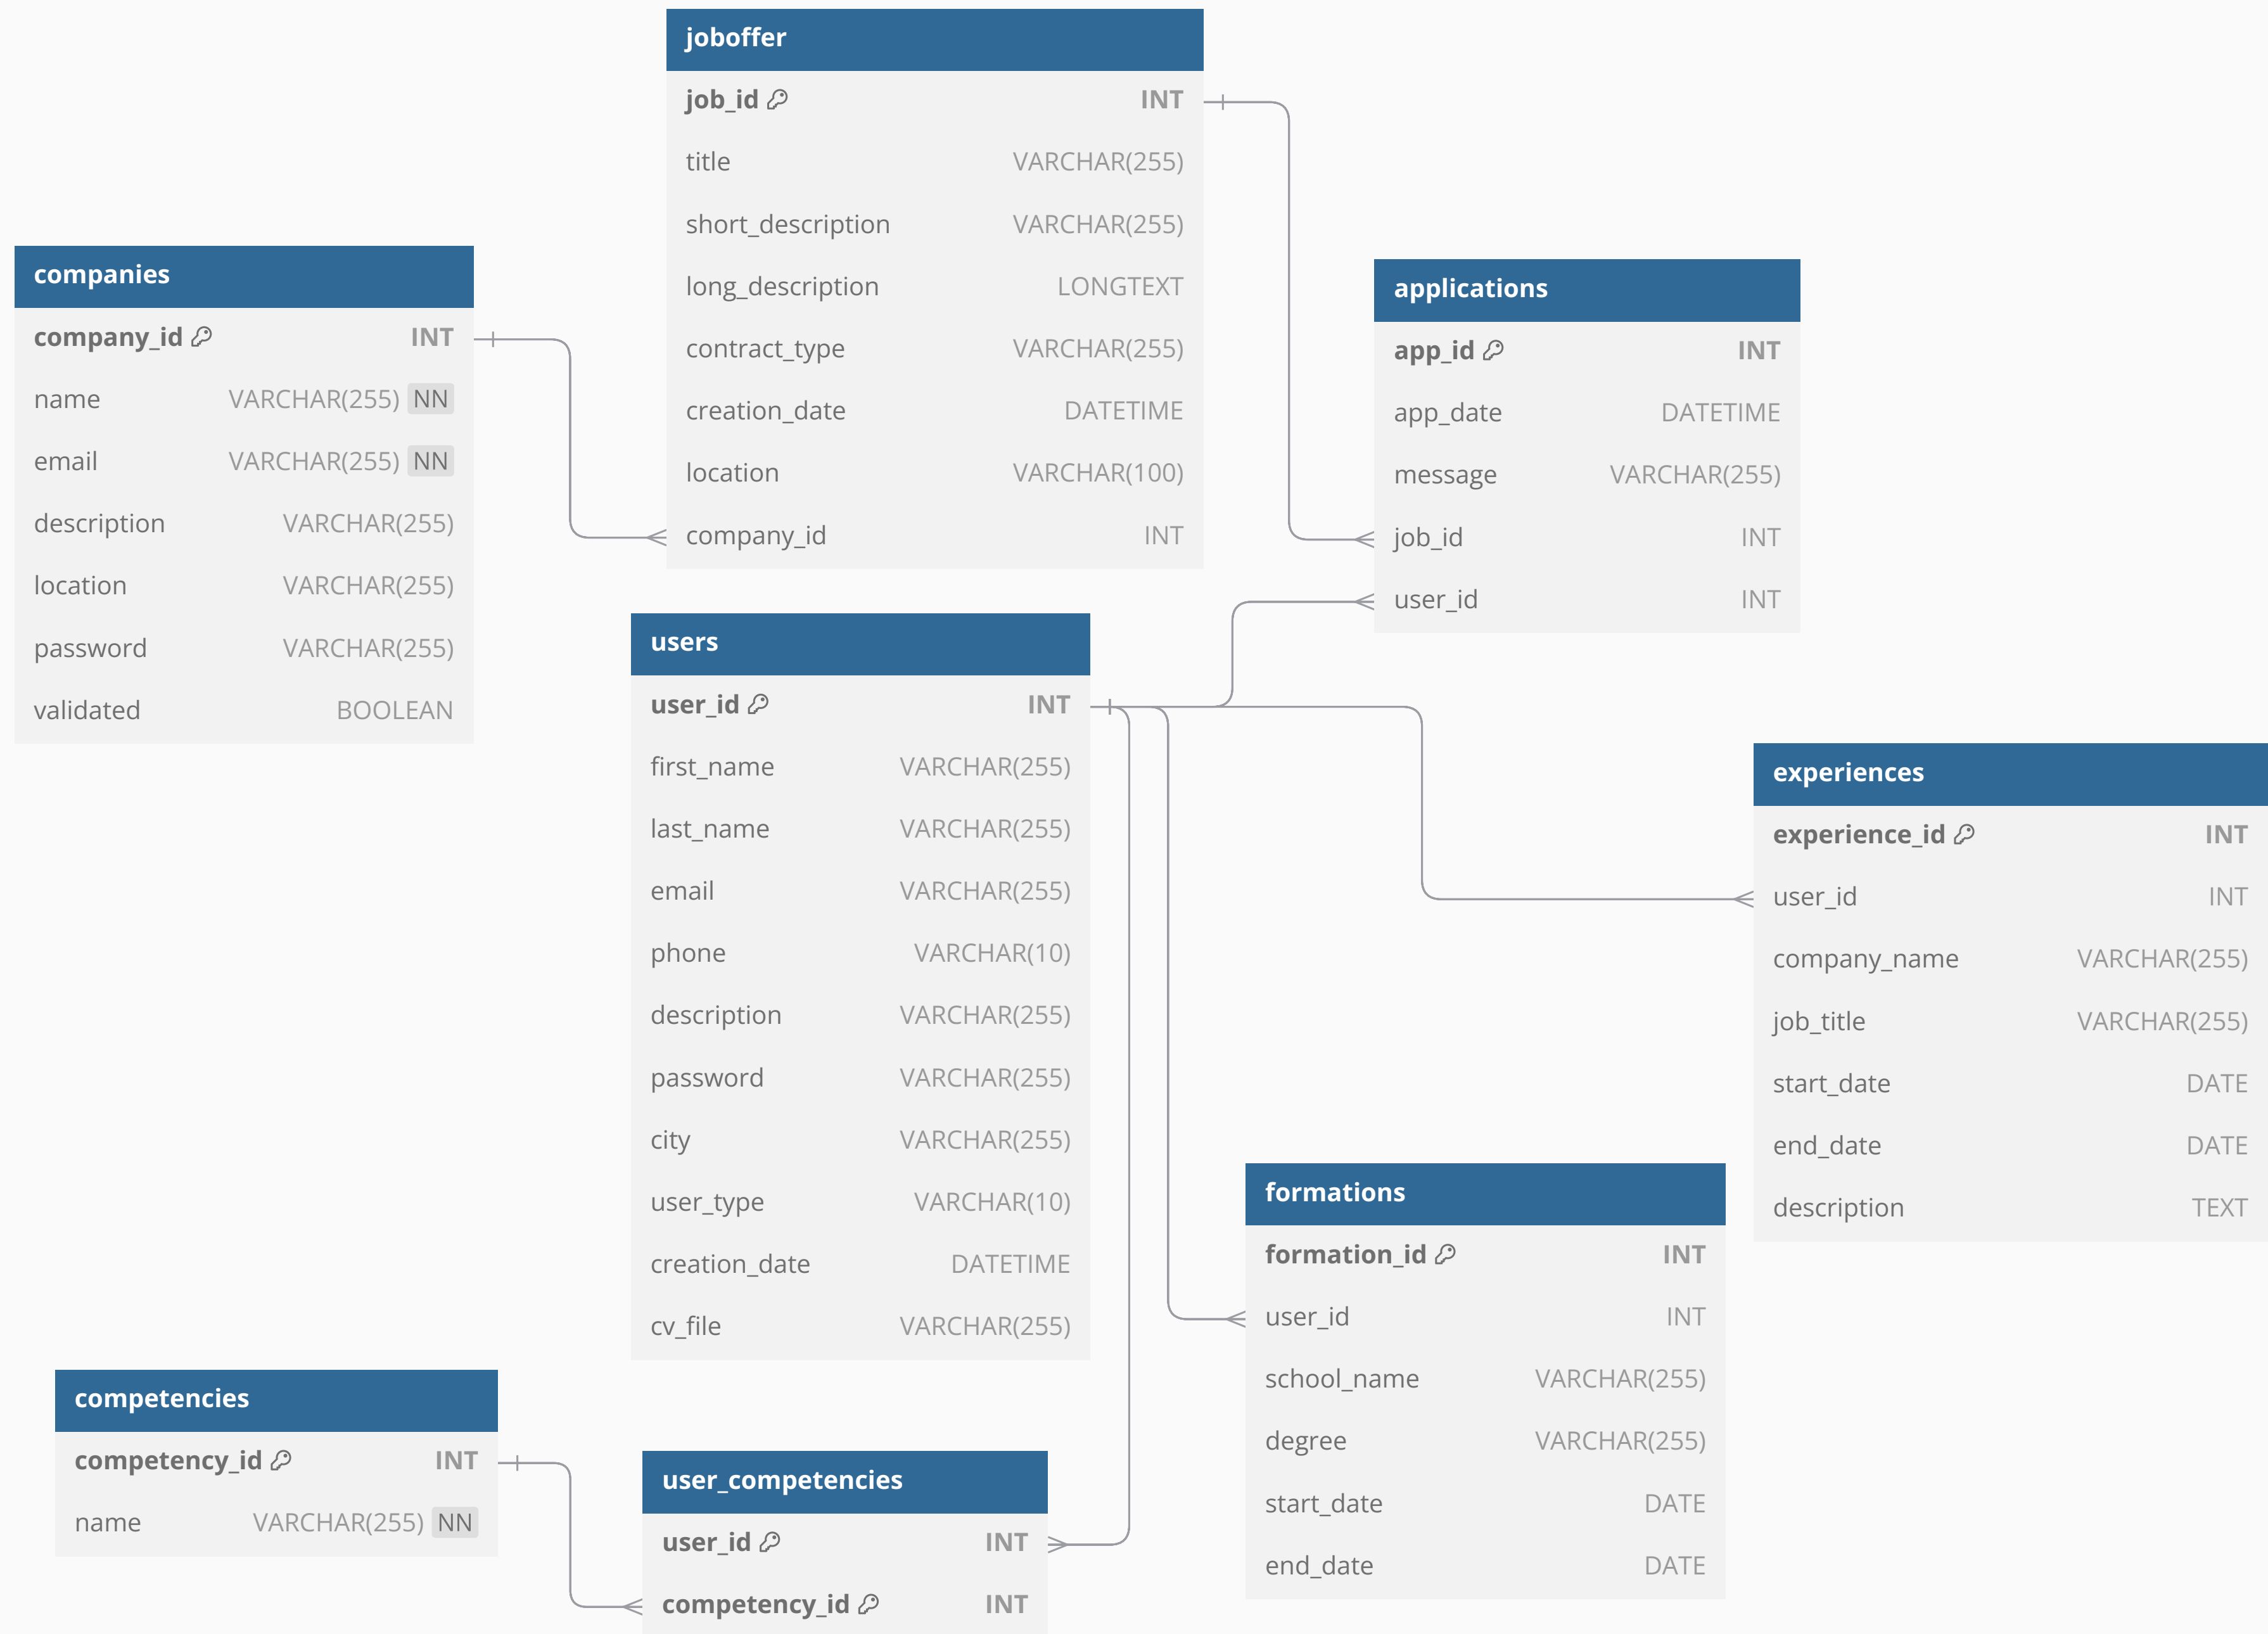 joboffer
job_id INT
title VARCHAR(255)
short_description VARCHAR(255)
long_description LONGTEXT
contract_type VARCHAR(255)
creation_date DATETIME
location VARCHAR(100)
company_id INT
companies
company_id INT
name VARCHAR(255) NN
email VARCHAR(255) NN
description VARCHAR(255)
location VARCHAR(255)
password VARCHAR(255)
validated BOOLEAN
applications
app_id INT
app_date DATETIME
message VARCHAR(255)
job_id INT
user_id INT
users
user_id INT
first_name VARCHAR(255)
last_name VARCHAR(255)
email VARCHAR(255)
phone VARCHAR(10)
description VARCHAR(255)
password VARCHAR(255)
city VARCHAR(255)
user_type VARCHAR(10)
creation_date DATETIME
cv_file VARCHAR(255)
experiences
experience_id INT
user_id INT
company_name VARCHAR(255)
job_title VARCHAR(255)
start_date DATE
end_date DATE
description TEXT
formations
formation_id INT
user_id INT
school_name VARCHAR(255)
degree VARCHAR(255)
start_date DATE
end_date DATE
competencies
competency_id INT
name VARCHAR(255) NN
user_competencies
user_id INT
competency_id INT